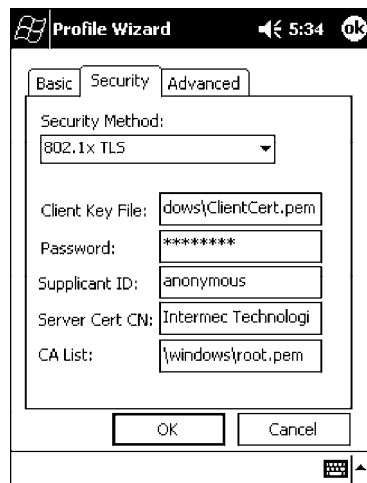 Profile Wizard 5:34 ok
Basic Security Advanced
Security Method:
802.1x TLS
Client Key File: dows\ClientCert.pem
Password: ********
Supplicant ID: anonymous
Server Cert CN: Intermec Technologi
CA List: \windows\root.pem
OK Cancel